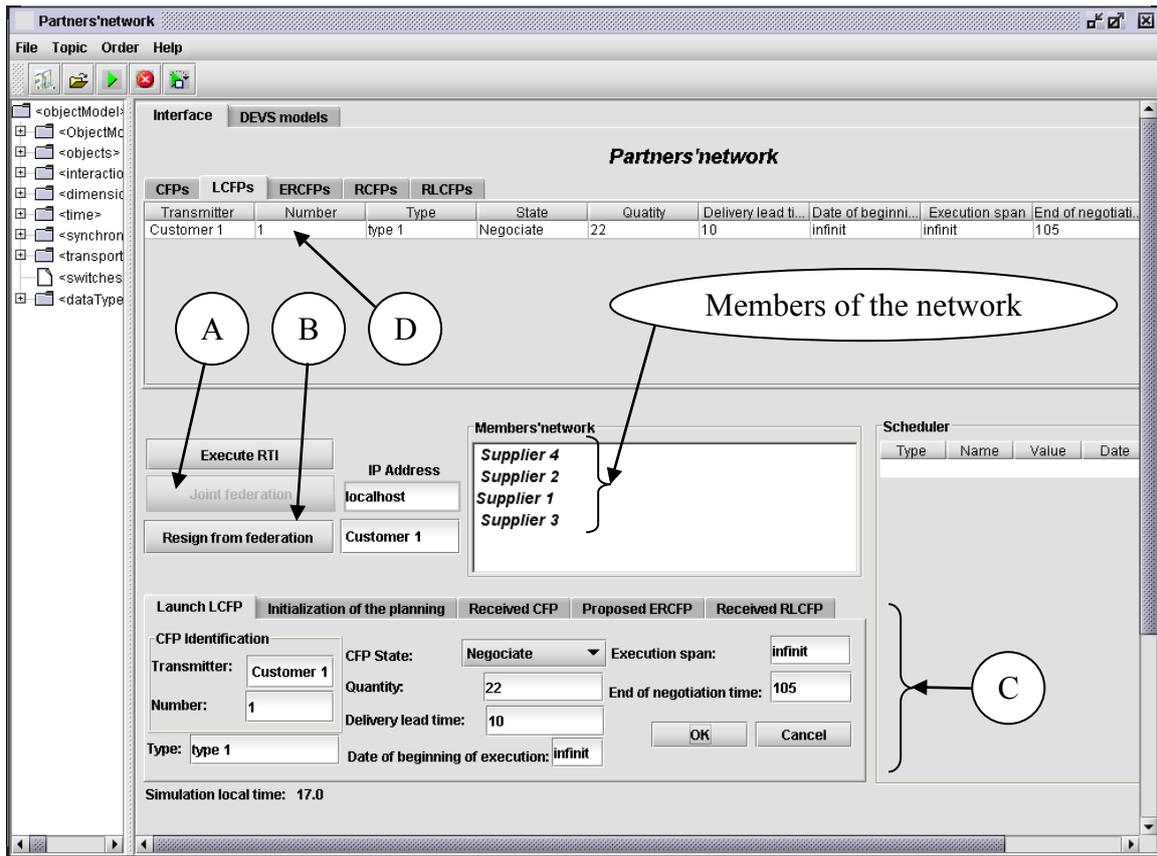 Partners'network
File Topic Order Help
<objectModel>
<ObjectMo
<objects>
<interactio
<dimensio
<time>
<synchron
<transport
<switches
<dataType
Interface DEVS models
Partners'network
CFPs LCFPs ERCFPs RCFPs RLCFPs
Transmitter Number Type State Quatity Delivery lead ti... Date of beginni... Execution span End of negotiati...
Customer 1 1 type 1 Negociate 22 10 infinit infinit 105
Members of the network
A B D
Members'network
Scheduler
Execute RTI
Type Name Value Date
Supplier 4
IP Address
Supplier 2
Joint federation
localhost
Supplier 1
Supplier 3
Resign from federation
Customer 1
Launch LCFP Initialization of the planning Received CFP Proposed ERCFP Received RLCFP
CFP Identification
Transmitter: Customer 1
Number: 1
Type: type 1
CFP State: Negociate
Quantity: 22
Delivery lead time: 10
Date of beginning of execution: infinit
Execution span: infinit
End of negotiation time: 105
OK Cancel
C
Simulation local time: 17.0